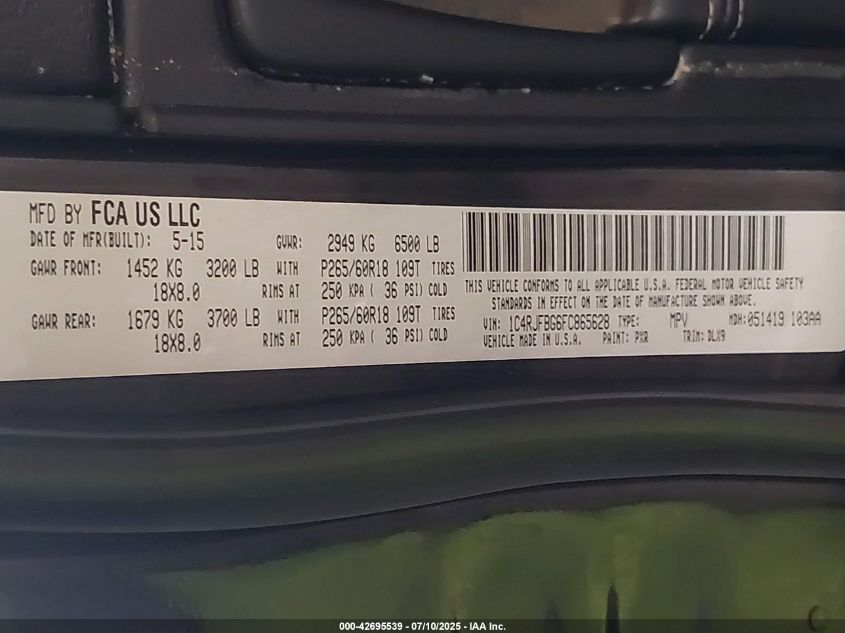 MFD BY FCA US LLC
DATE OF MFR(BUILT): 5-15 GVWR: 2949 KG 6500 LB
GAWR FRONT: 1452 KG 3200 LB WITH P265/60R18 109T TIRES
18X8.0 RIMS AT 250 KPA ( 36 PSI) COLD
GAWR REAR: 1679 KG 3700 LB WITH P265/60R18 109T TIRES
18X8.0 RIMS AT 250 KPA ( 36 PSI) COLD
THIS VEHICLE CONFORMS TO ALL APPLICABLE U.S.A. FEDERAL MOTOR VEHICLE SAFETY
STANDARDS IN EFFECT ON THE DATE OF MANUFACTURE SHOWN ABOVE.
VIN: 1C4RJFBG6FC865628 TYPE: MPV MDH:051419 103AA
VEHICLE MADE IN U.S.A. PAINT: PXR TRIM: DLX9
000-42695539 - 07/10/2025 - IAA Inc.